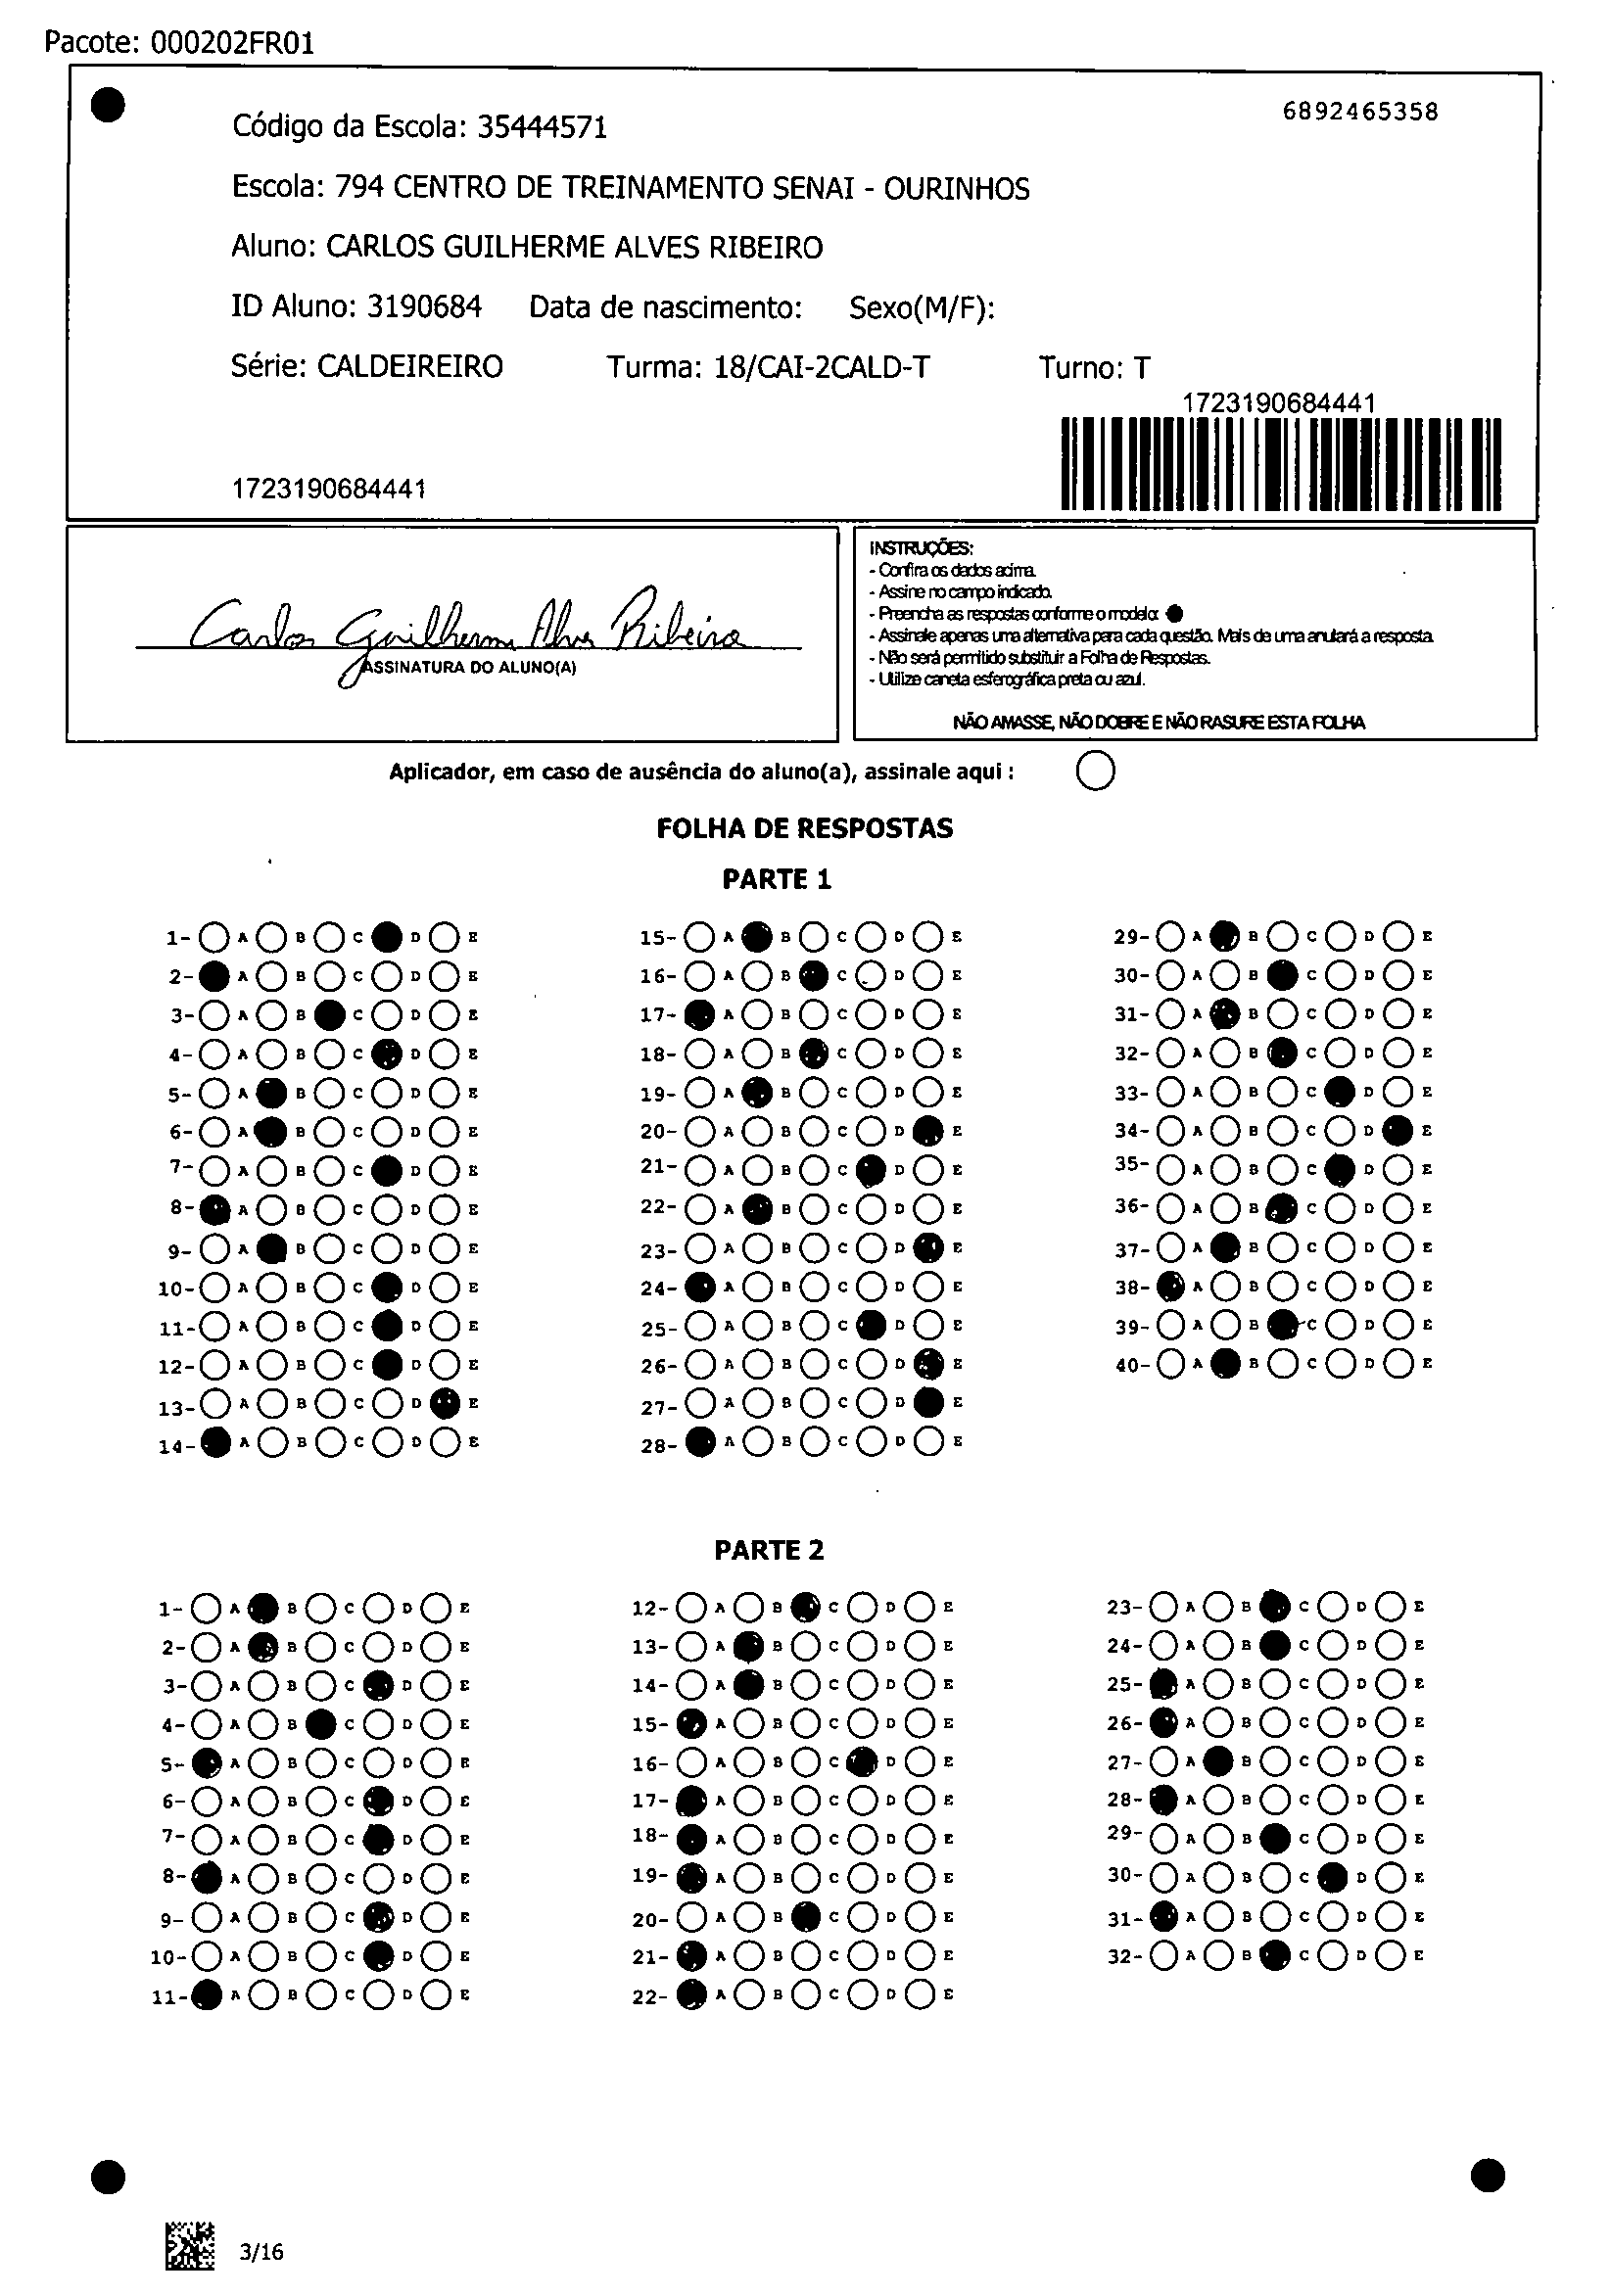 Pacote: 000202FR01
6892465358
Código da Escola: 35444571
Escola: 794 CENTRO DE TREINAMENTO SENAI - OURINHOS
Aluno: CARLOS GUILHERME ALVES RIBEIRO
ID Aluno: 3190684 Data de nascimento: Sexo(M/F):
Série: CALDEIREIRO Turma: 18/CAI-2CALD-T Turno: T
1723190684441
1723190684441
Carlos Guilherme Alves Ribeiro
ASSINATURA DO ALUNO(A)
INSTRUÇÕES:
- Confira os dados acima.
- Assine no campo indicado.
- Preencha as respostas conforme o modelo:
- Assinale apenas uma alternativa para cada questão. Mais de uma anulará a resposta.
- Não será permitido substituir a Folha de Respostas.
- Utilize caneta esferográfica preta ou azul.
NÃO AMASSE, NÃO DOBRE E NÃO RASURE ESTA FOLHA
Aplicador, em caso de ausência do aluno(a), assinale aqui :
FOLHA DE RESPOSTAS
PARTE 1
1- A B C D E 15- A B C D E 29- A B C D E
2- A B C D E 16- A B C D E 30- A B C D E
3- A B C D E 17- A B C D E 31- A B C D E
4- A B C D E 18- A B C D E 32- A B C D E
5- A B C D E 19- A B C D E 33- A B C D E
6- A B C D E 20- A B C D E 34- A B C D E
7- A B C D E 21- A B C D E 35- A B C D E
8- A B C D E 22- A B C D E 36- A B C D E
9- A B C D E 23- A B C D E 37- A B C D E
10- A B C D E 24- A B C D E 38- A B C D E
11- A B C D E 25- A B C D E 39- A B C D E
12- A B C D E 26- A B C D E 40- A B C D E
13- A B C D E 27- A B C D E
14- A B C D E 28- A B C D E
PARTE 2
1- A B C D E 12- A B C D E 23- A B C D E
2- A B C D E 13- A B C D E 24- A B C D E
3- A B C D E 14- A B C D E 25- A B C D E
4- A B C D E 15- A B C D E 26- A B C D E
5- A B C D E 16- A B C D E 27- A B C D E
6- A B C D E 17- A B C D E 28- A B C D E
7- A B C D E 18- A B C D E 29- A B C D E
8- A B C D E 19- A B C D E 30- A B C D E
9- A B C D E 20- A B C D E 31- A B C D E
10- A B C D E 21- A B C D E 32- A B C D E
11- A B C D E 22- A B C D E
3/16